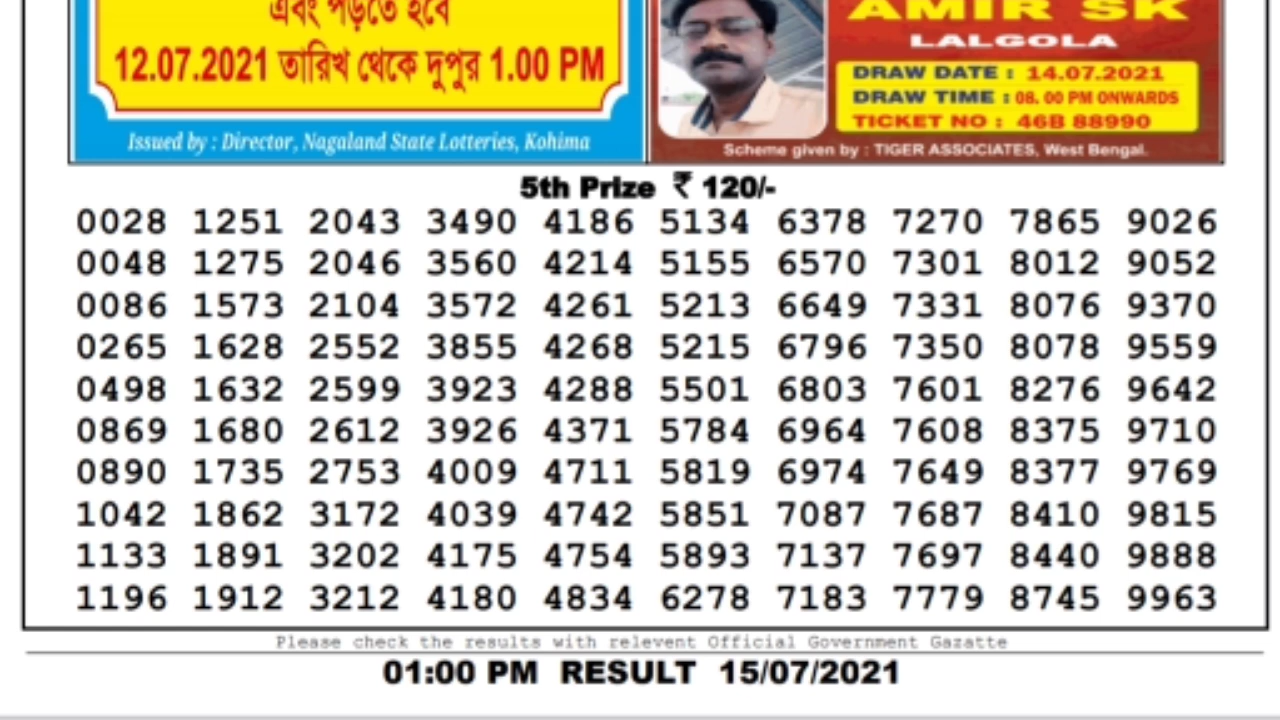 এবং পড়তে হবে
12.07.2021 তারিখ থেকে দুপুর 1.00 PM
Issued by : Director, Nagaland State Lotteries, Kohima
AMIR SK
LALGOLA
DRAW DATE : 14.07.2021
DRAW TIME : 08. 00 PM ONWARDS
TICKET NO : 46B 88990
Scheme given by : TIGER ASSOCIATES, West Bengal.
5th Prize ₹ 120/-
0028 1251 2043 3490 4186 5134 6378 7270 7865 9026
0048 1275 2046 3560 4214 5155 6570 7301 8012 9052
0086 1573 2104 3572 4261 5213 6649 7331 8076 9370
0265 1628 2552 3855 4268 5215 6796 7350 8078 9559
0498 1632 2599 3923 4288 5501 6803 7601 8276 9642
0869 1680 2612 3926 4371 5784 6964 7608 8375 9710
0890 1735 2753 4009 4711 5819 6974 7649 8377 9769
1042 1862 3172 4039 4742 5851 7087 7687 8410 9815
1133 1891 3202 4175 4754 5893 7137 7697 8440 9888
1196 1912 3212 4180 4834 6278 7183 7779 8745 9963
Please check the results with relevent Official Government Gazatte
01:00 PM RESULT 15/07/2021